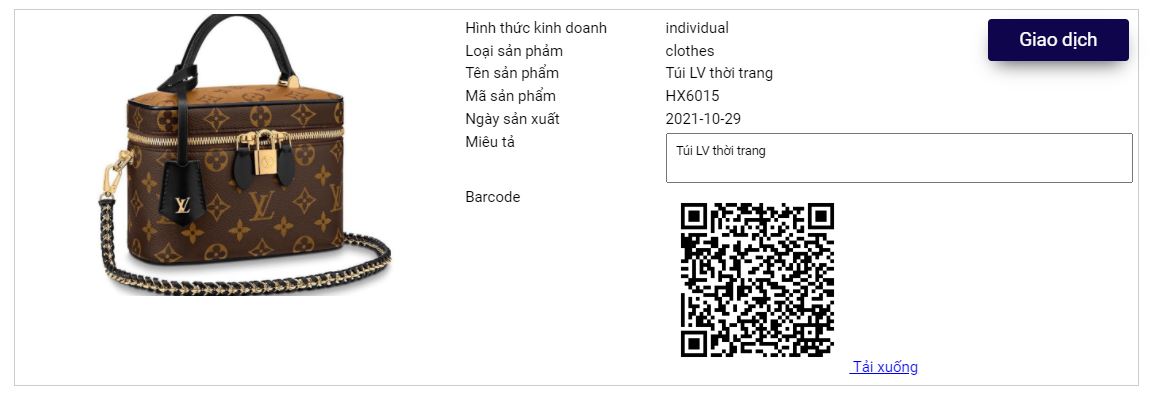 Hình thức kinh doanh individual
Giao dịch
Loại sản phảm clothes
Tên sản phẩm Túi LV thời trang
Mã sản phẩm HX6015
Ngày sản xuất 2021-10-29
Miêu tả Túi LV thời trang
Barcode
Tải xuống